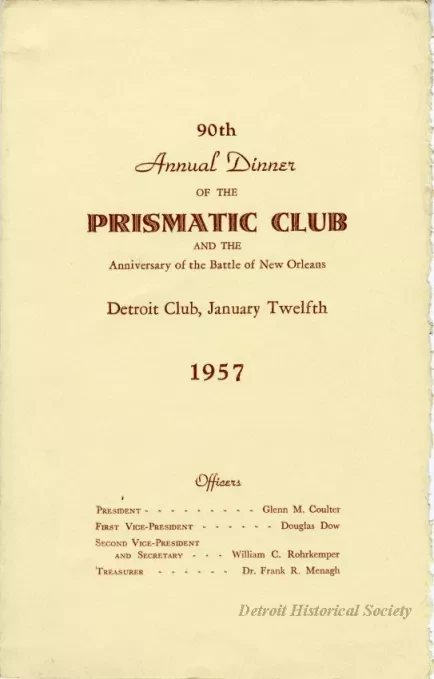 90th
Annual Dinner
OF THE
PRISMATIC CLUB
AND THE
Anniversary of the Battle of New Orleans
Detroit Club, January Twelfth
1957
Officers
PRESIDENT - - - - - - - - - Glenn M. Coulter
FIRST VICE-PRESIDENT - - - - - - Douglas Dow
SECOND VICE-PRESIDENT
AND SECRETARY - - - William C. Rohrkemper
TREASURER - - - - - - Dr. Frank R. Menagh
Detroit Historical Society